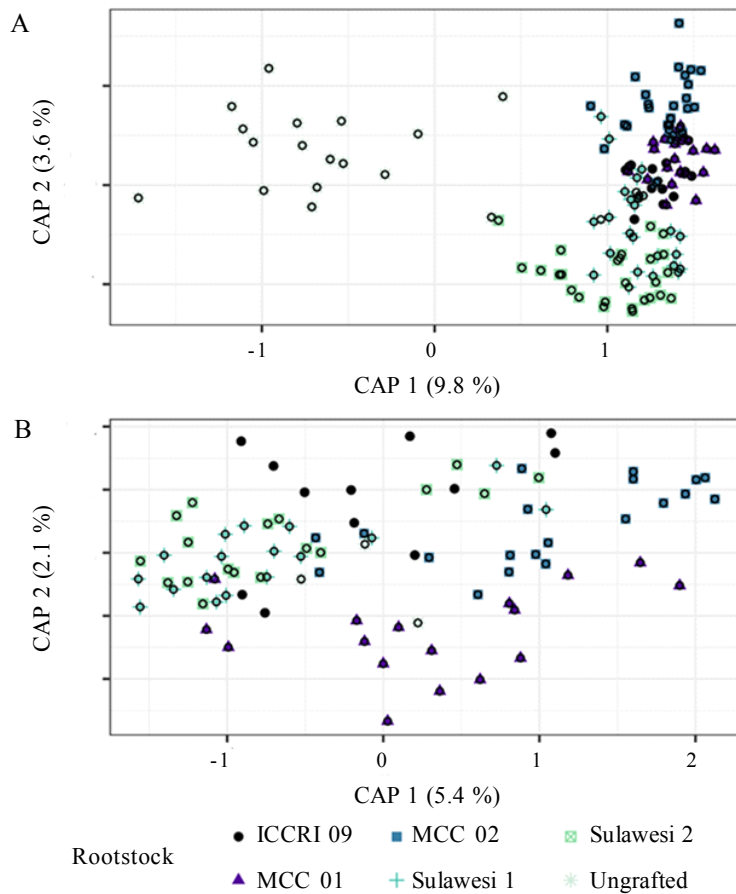 A
CAP 2 (3.6 %)
-1 0 1
CAP 1 (9.8 %)
B
CAP 2 (2.1 %)
-1 0 1 2
CAP 1 (5.4 %)
Rootstock
ICCRI 09 MCC 02 Sulawesi 2
MCC 01 Sulawesi 1 Ungrafted